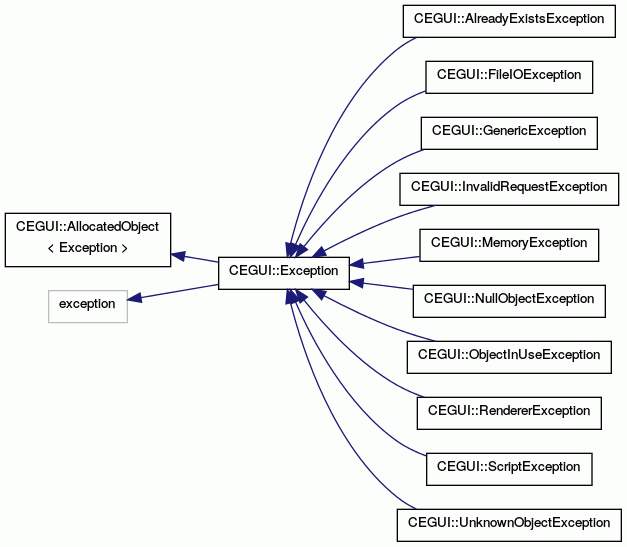 CEGUI::AlreadyExistsException
CEGUI::FileIOException
CEGUI::GenericException
CEGUI::InvalidRequestException
CEGUI::AllocatedObject
< Exception >
CEGUI::MemoryException
CEGUI::Exception
exception
CEGUI::NullObjectException
CEGUI::ObjectInUseException
CEGUI::RendererException
CEGUI::ScriptException
CEGUI::UnknownObjectException